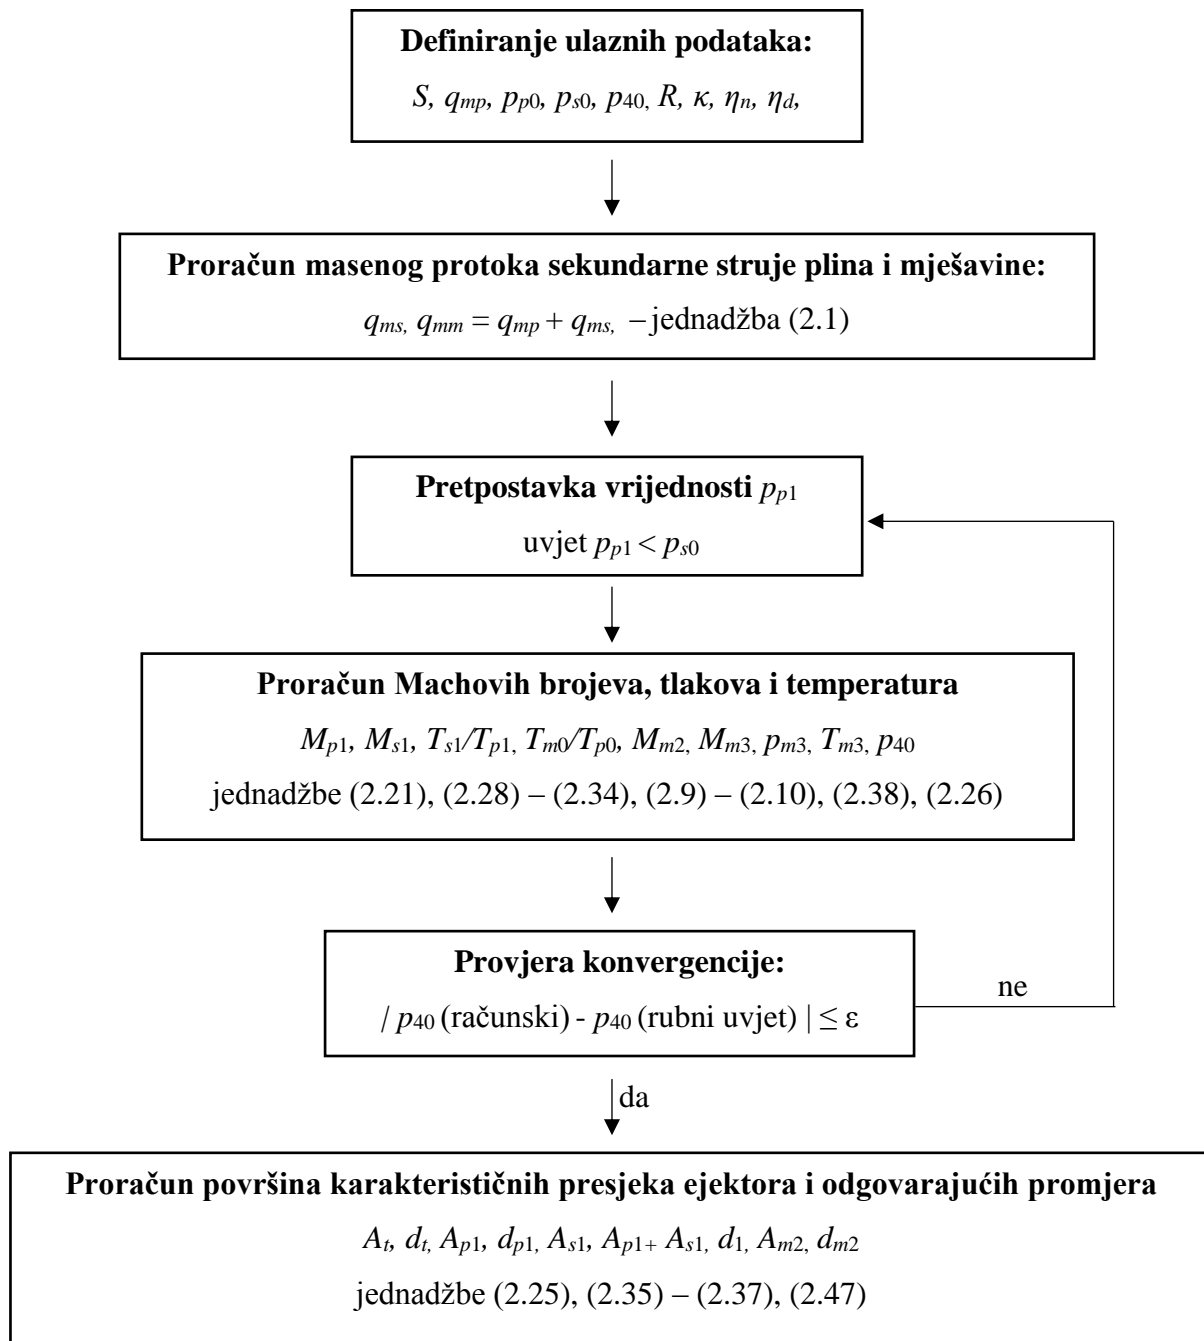 Definiranje ulaznih podataka:
S, qmp, pp0, ps0, p40, R, κ, ηn, ηd,
Proračun masenog protoka sekundarne struje plina i mješavine:
qms, qmm = qmp + qms, – jednadžba (2.1)
Pretpostavka vrijednosti pp1
uvjet pp1 < ps0
Proračun Machovih brojeva, tlakova i temperatura
Mp1, Ms1, Ts1/Tp1, Tm0/Tp0, Mm2, Mm3, pm3, Tm3, p40
jednadžbe (2.21), (2.28) – (2.34), (2.9) – (2.10), (2.38), (2.26)
Provjera konvergencije:
| p40 (računski) - p40 (rubni uvjet) | ≤ ε
ne
da
Proračun površina karakterističnih presjeka ejektora i odgovarajućih promjera
At, dt, Ap1, dp1, As1, Ap1+ As1, d1, Am2, dm2
jednadžbe (2.25), (2.35) – (2.37), (2.47)